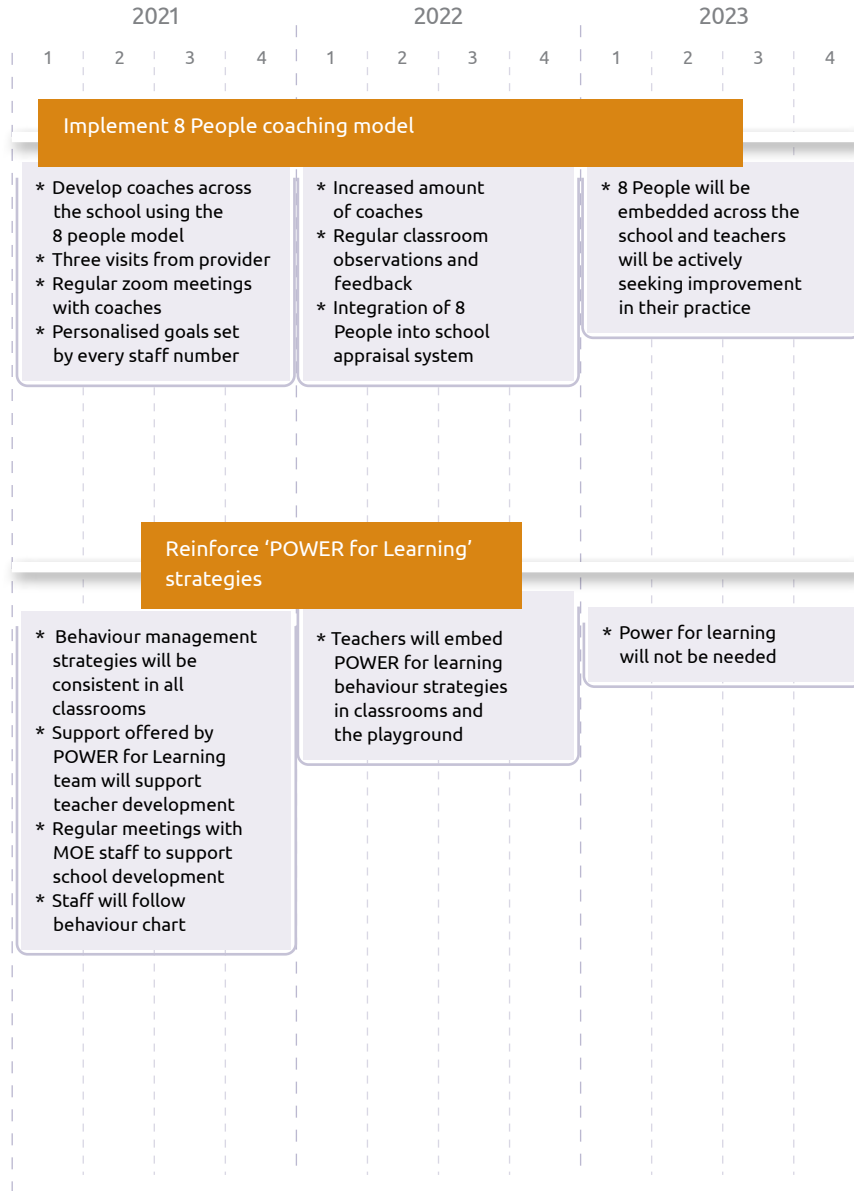 2021 2022 2023
1 2 3 4 1 2 3 4 1 2 3 4
Implement 8 People coaching model
* Develop coaches across
the school using the
8 people model
* Three visits from provider
* Regular zoom meetings
with coaches
* Personalised goals set
by every staff number
* Increased amount
of coaches
* Regular classroom
observations and
feedback
* Integration of 8
People into school
appraisal system
* 8 People will be
embedded across the
school and teachers
will be actively
seeking improvement
in their practice
Reinforce ‘POWER for Learning’
strategies
* Behaviour management
strategies will be
consistent in all
classrooms
* Support offered by
POWER for Learning
team will support
teacher development
* Regular meetings with
MOE staff to support
school development
* Staff will follow
behaviour chart
* Teachers will embed
POWER for learning
behaviour strategies
in classrooms and
the playground
* Power for learning
will not be needed